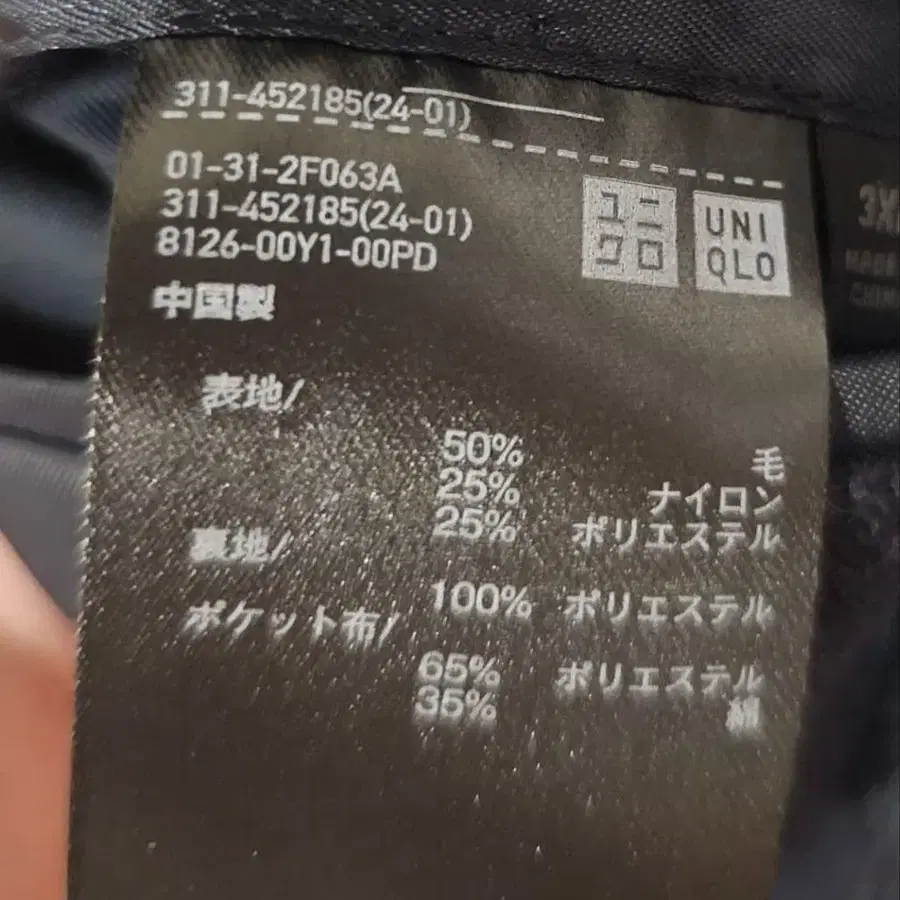 311-452185(24-01)
01-31-2F063A
311-452185(24-01)
8126-00Y1-00PD
中国製
ユニ
クロ
UNI
QLO
表地/
50% 毛
25% ナイロン
25% ポリエステル
裏地/
100% ポリエステル
ポケット布/
65% ポリエステル
35% 綿